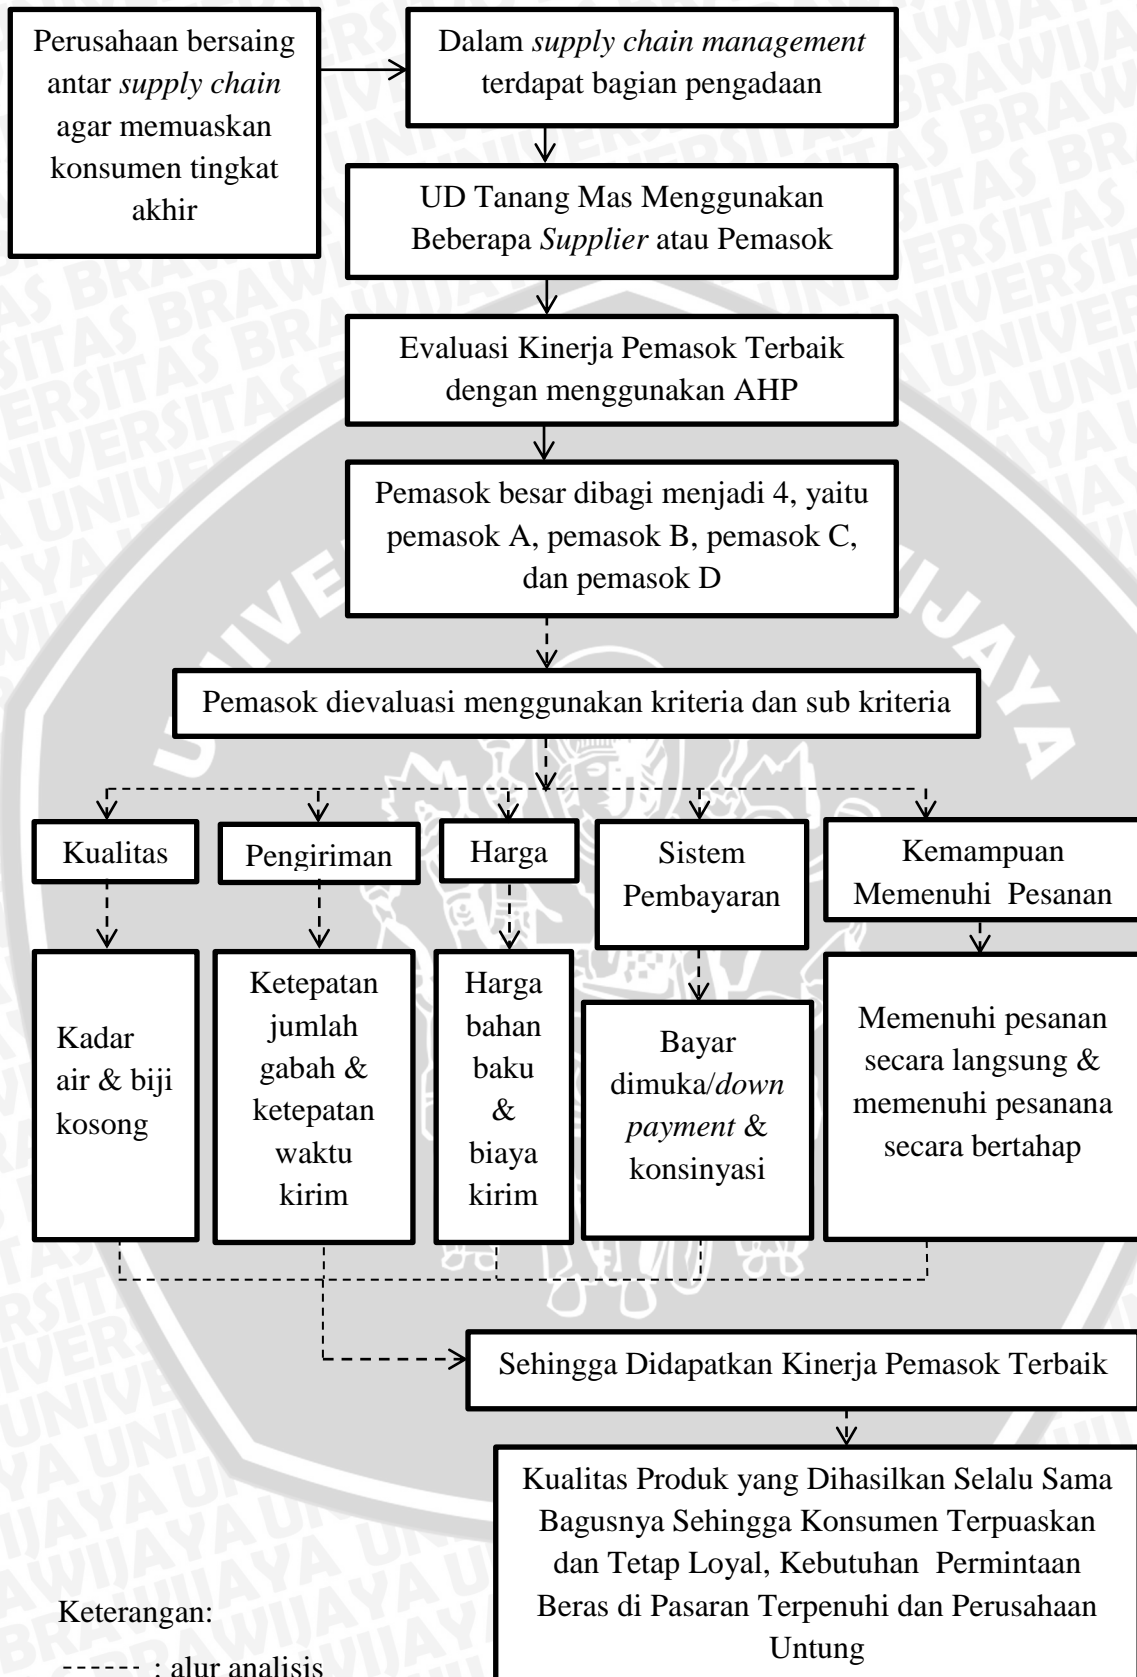 Perusahaan bersaing
antar supply chain
agar memuaskan
konsumen tingkat
akhir
Dalam supply chain management
terdapat bagian pengadaan
UD Tanang Mas Menggunakan
Beberapa Supplier atau Pemasok
Evaluasi Kinerja Pemasok Terbaik
dengan menggunakan AHP
Pemasok besar dibagi menjadi 4, yaitu
pemasok A, pemasok B, pemasok C,
dan pemasok D
Pemasok dievaluasi menggunakan kriteria dan sub kriteria
Kualitas
Pengiriman
Harga
Sistem
Pembayaran
Kemampuan
Memenuhi Pesanan
Kadar
air & biji
kosong
Ketepatan
jumlah
gabah &
ketepatan
waktu
kirim
Harga
bahan
baku
&
biaya
kirim
Bayar
dimuka/down
payment &
konsinyasi
Memenuhi pesanan
secara langsung &
memenuhi pesanana
secara bertahap
Sehingga Didapatkan Kinerja Pemasok Terbaik
Kualitas Produk yang Dihasilkan Selalu Sama
Bagusnya Sehingga Konsumen Terpuaskan
dan Tetap Loyal, Kebutuhan Permintaan
Beras di Pasaran Terpenuhi dan Perusahaan
Untung
Keterangan:
------ : alur analisis